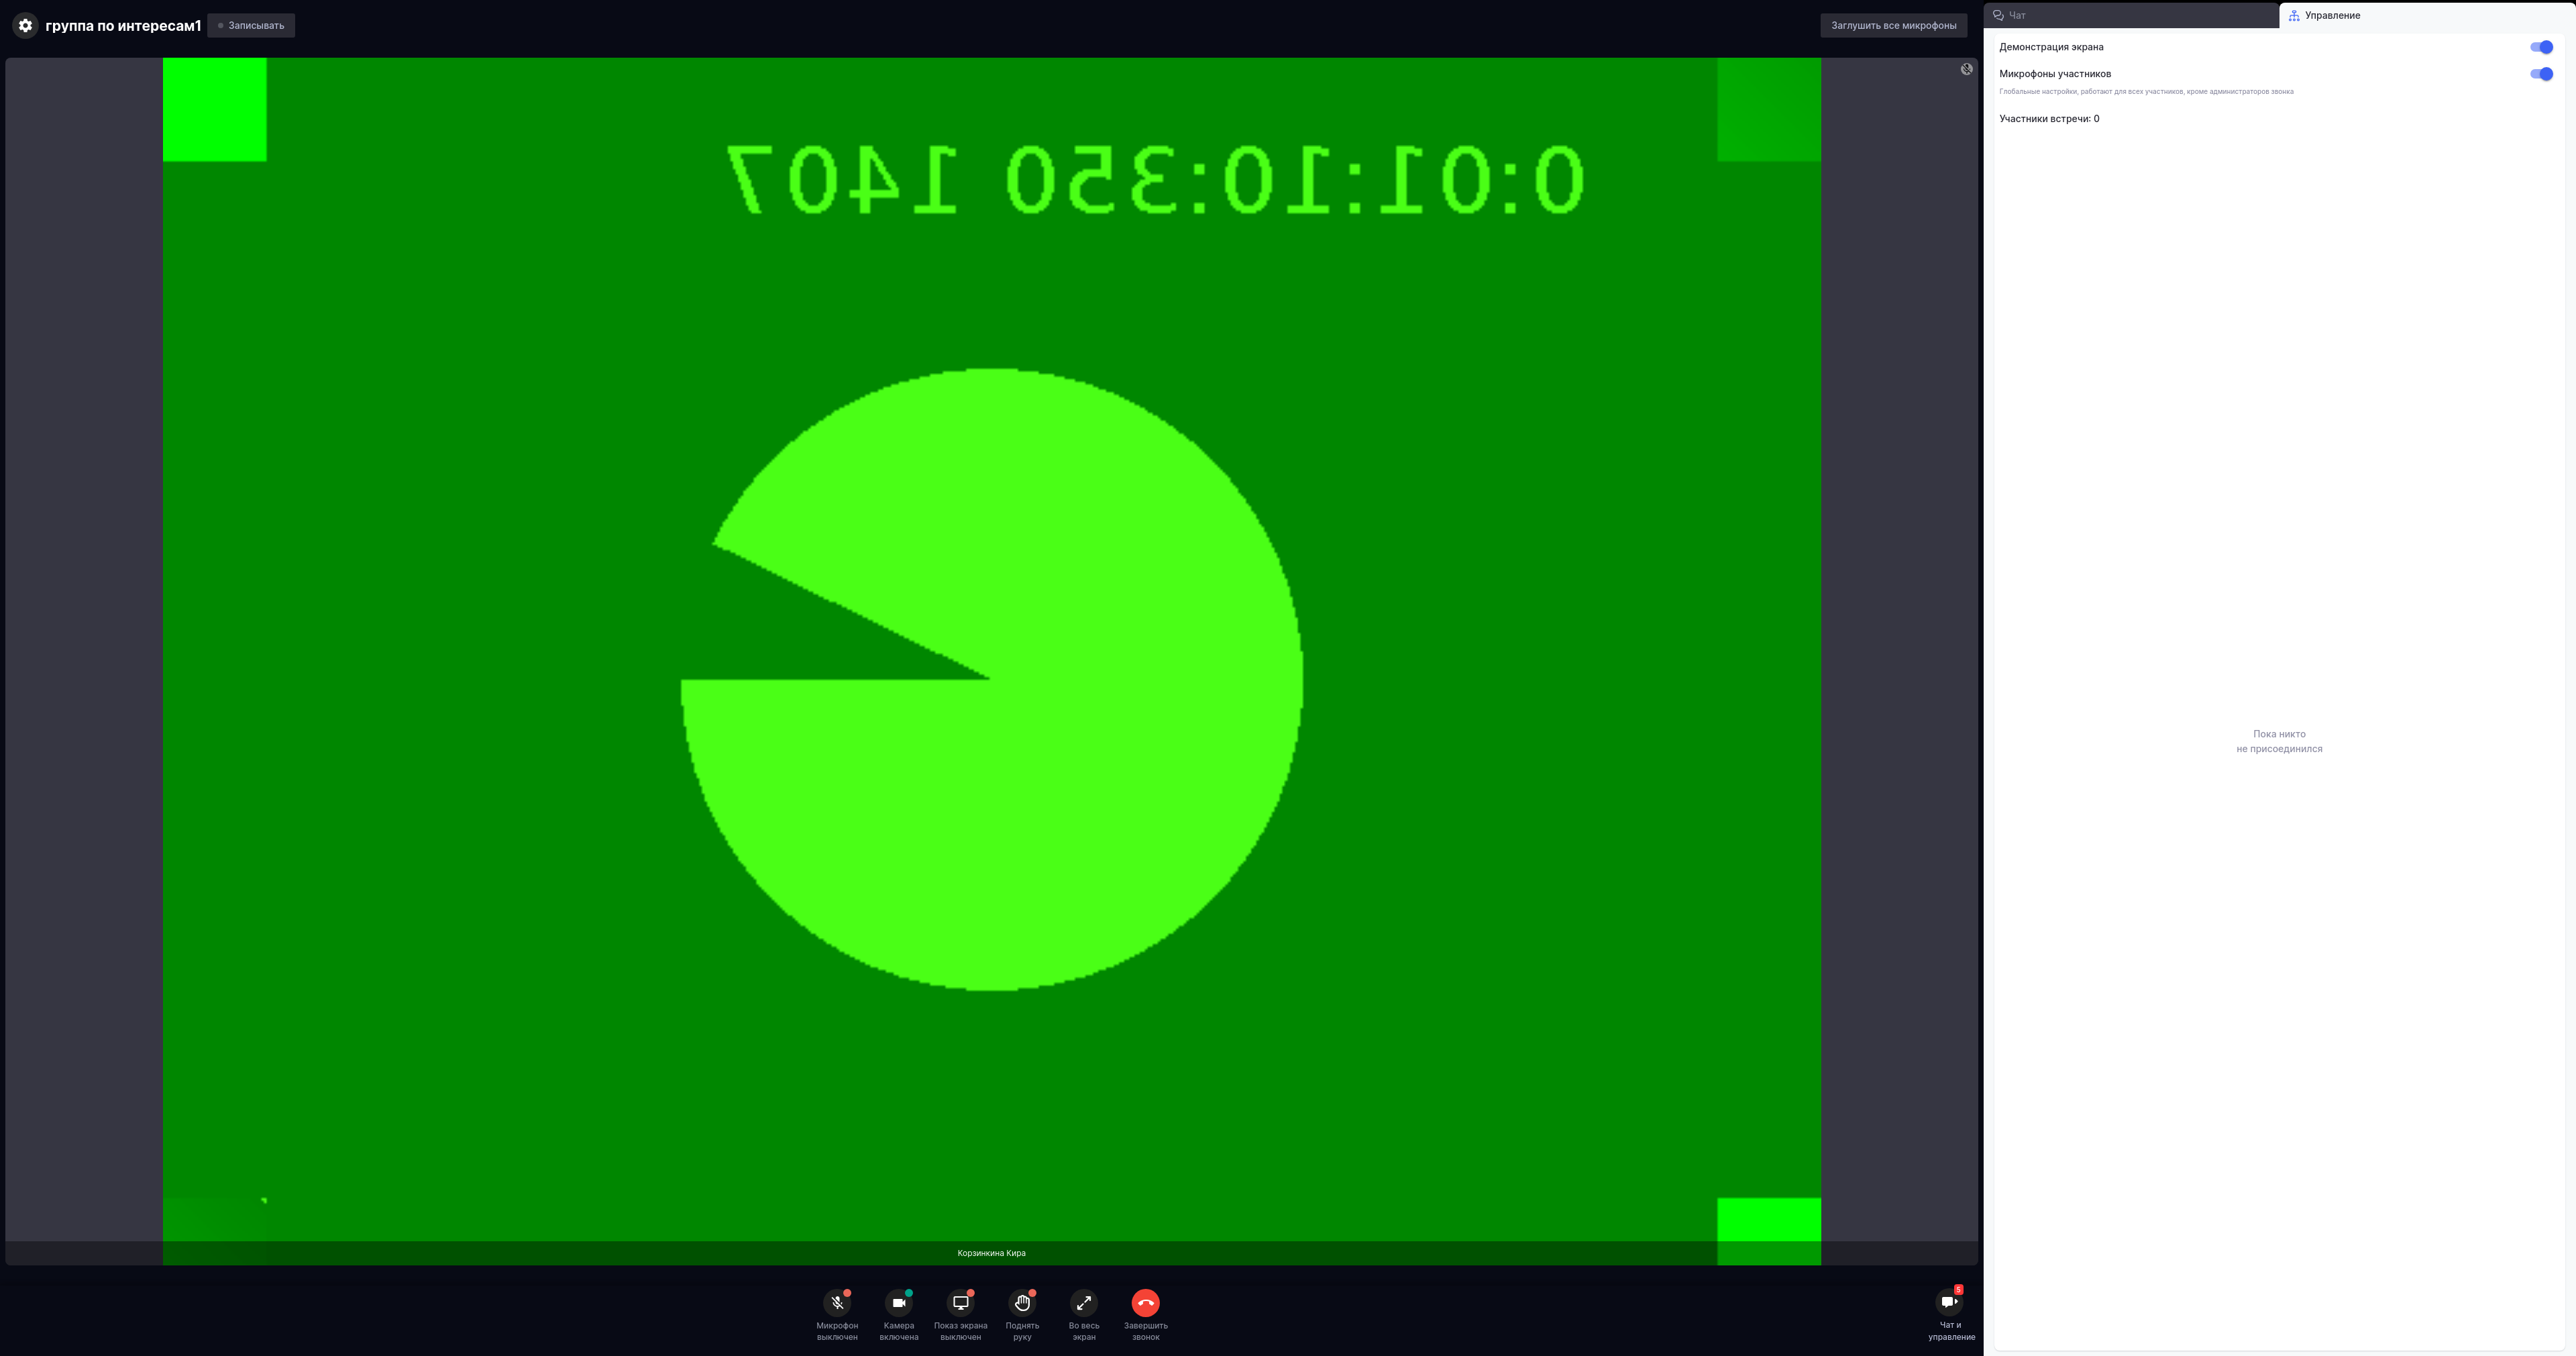 группа по интересам1
Записывать
Заглушить все микрофоны
Чат
Управление
Демонстрация экрана
Микрофоны участников
Глобальные настройки, работают для всех участников, кроме администраторов звонка
Участники встречи: 0
0:01:10:350 1407
Пока никто
не присоединился
Корзинкина Кира
Микрофон
выключен
Камера
включена
Показ экрана
выключен
Поднять
руку
Во весь
экран
Завершить
звонок
5
Чат и
управление